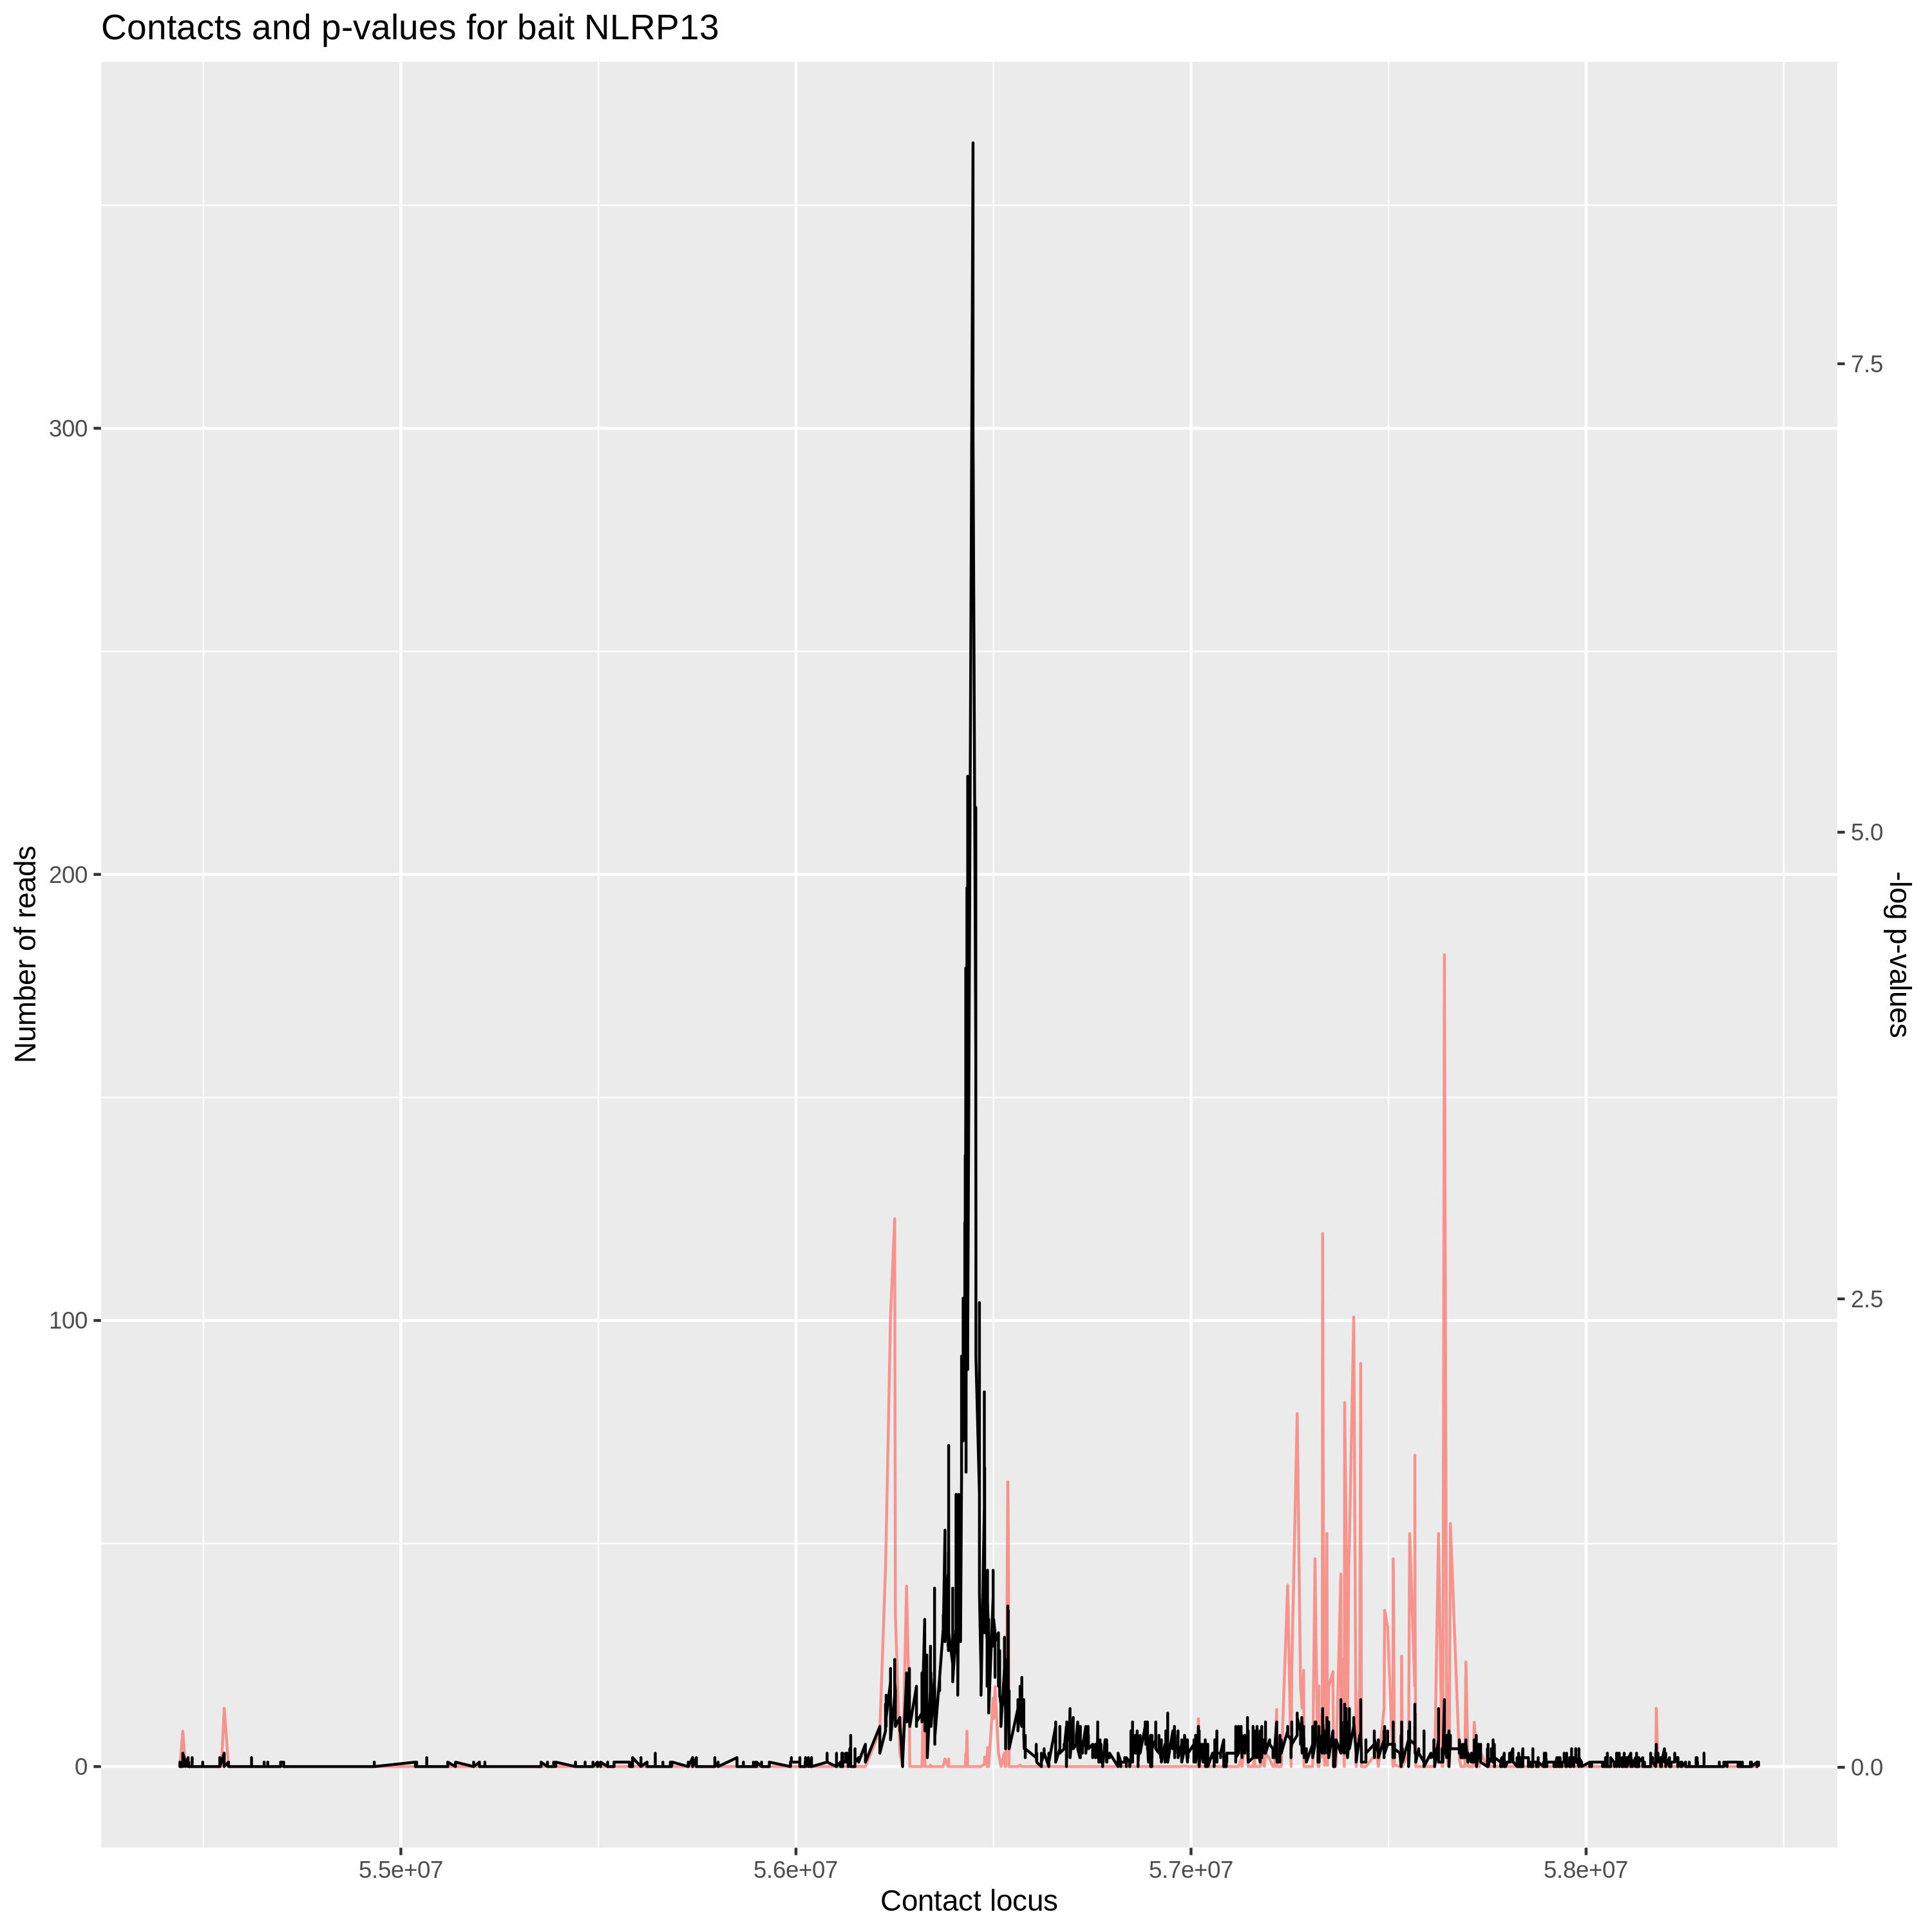 Contacts and p-values for bait NLRP13
Number of reads
300
200
100
0
7.5
5.0
2.5
0.0
-log p-values
5.5e+07 5.6e+07 5.7e+07 5.8e+07
Contact locus